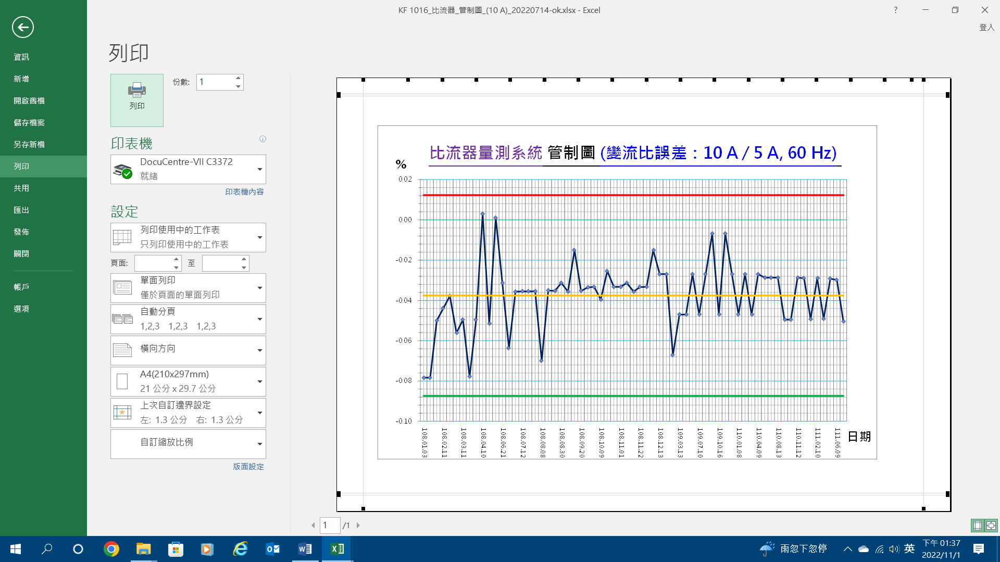 KF 1016_比流器_管制圖_(10 A)_20220714-ok.xlsx - Excel
?
登入
資訊
新增
開啟舊檔
儲存檔案
另存新檔
列印
共用
匯出
發佈
關閉
帳戶
選項
列印
列印
份數: 1
印表機
DocuCentre-VII C3372
就緒
印表機內容
設定
列印使用中的工作表
只列印使用中的工作表
頁面: 至
單面列印
僅於頁面的單面列印
自動分頁
1,2,3 1,2,3 1,2,3
橫向方向
A4(210x297mm)
21 公分 x 29.7 公分
上次自訂邊界設定
左: 1.3 公分 右: 1.3 公分
自訂縮放比例
版面設定
比流器量測系統 管制圖 (變流比誤差：10 A / 5 A, 60 Hz)
%
0.02
0.00
-0.02
-0.04
-0.06
-0.08
-0.10
108.01.03
108.02.11
108.03.11
108.04.10
108.06.21
108.07.12
108.08.08
108.08.30
108.09.20
108.10.09
108.11.01
108.11.22
108.12.13
109.03.13
109.07.10
109.10.16
110.01.08
110.04.09
110.08.13
110.11.12
111.02.10
111.06.09
日期
1 /1
雨忽下忽停
英
下午 01:37
2022/11/1